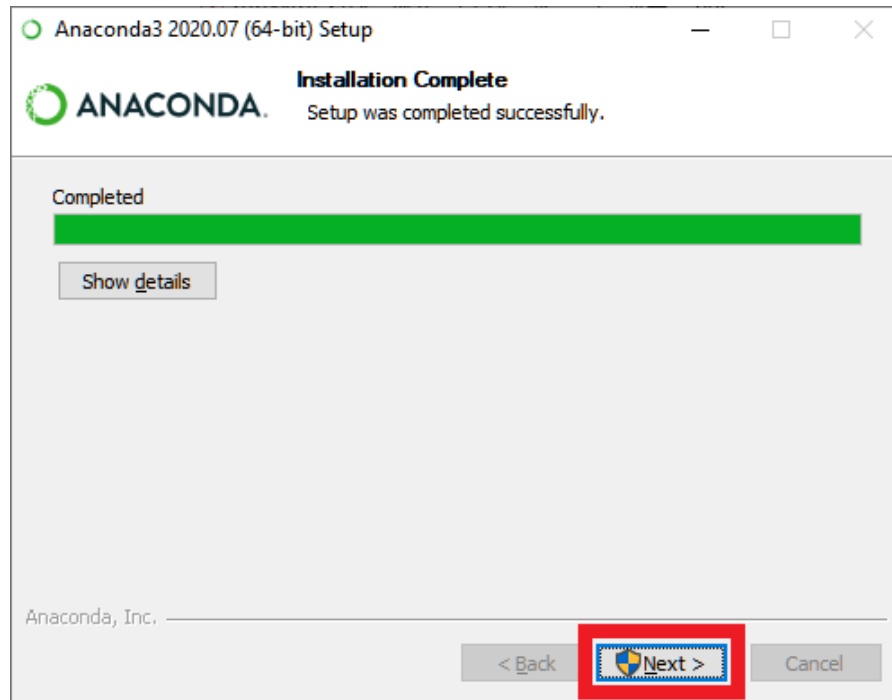 Anaconda3 2020.07 (64-bit) Setup
ANACONDA.
Installation Complete
Setup was completed successfully.
Completed
Show details
Anaconda, Inc.
< Back
Next >
Cancel